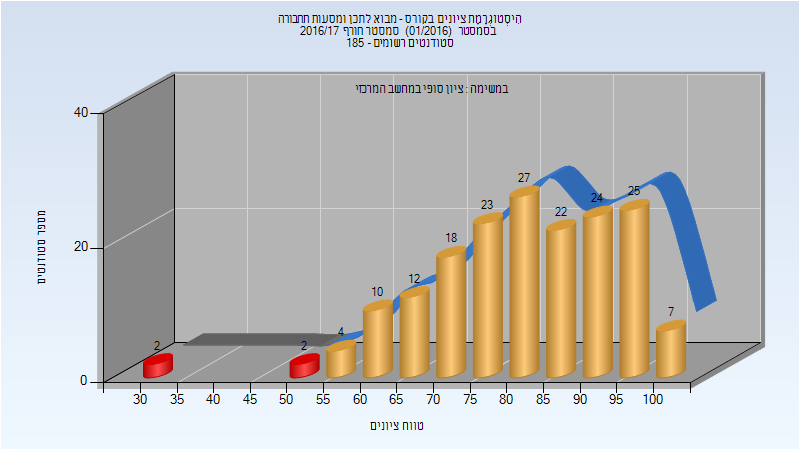 היסטוגרמת ציונים בקורס - מבוא לתכן ומסעות תחבורה
בסמסטר (01/2016) סמסטר חורף 2016/17
סטודנטים רשומים - 185
במשימה : ציון סופי במחשב המרכזי
40
20
0
מספר סטודנטים
2
2
4
10
12
18
23
27
22
24
25
7
30 35 40 45 50 55 60 65 70 75 80 85 90 95 100
טווח ציונים